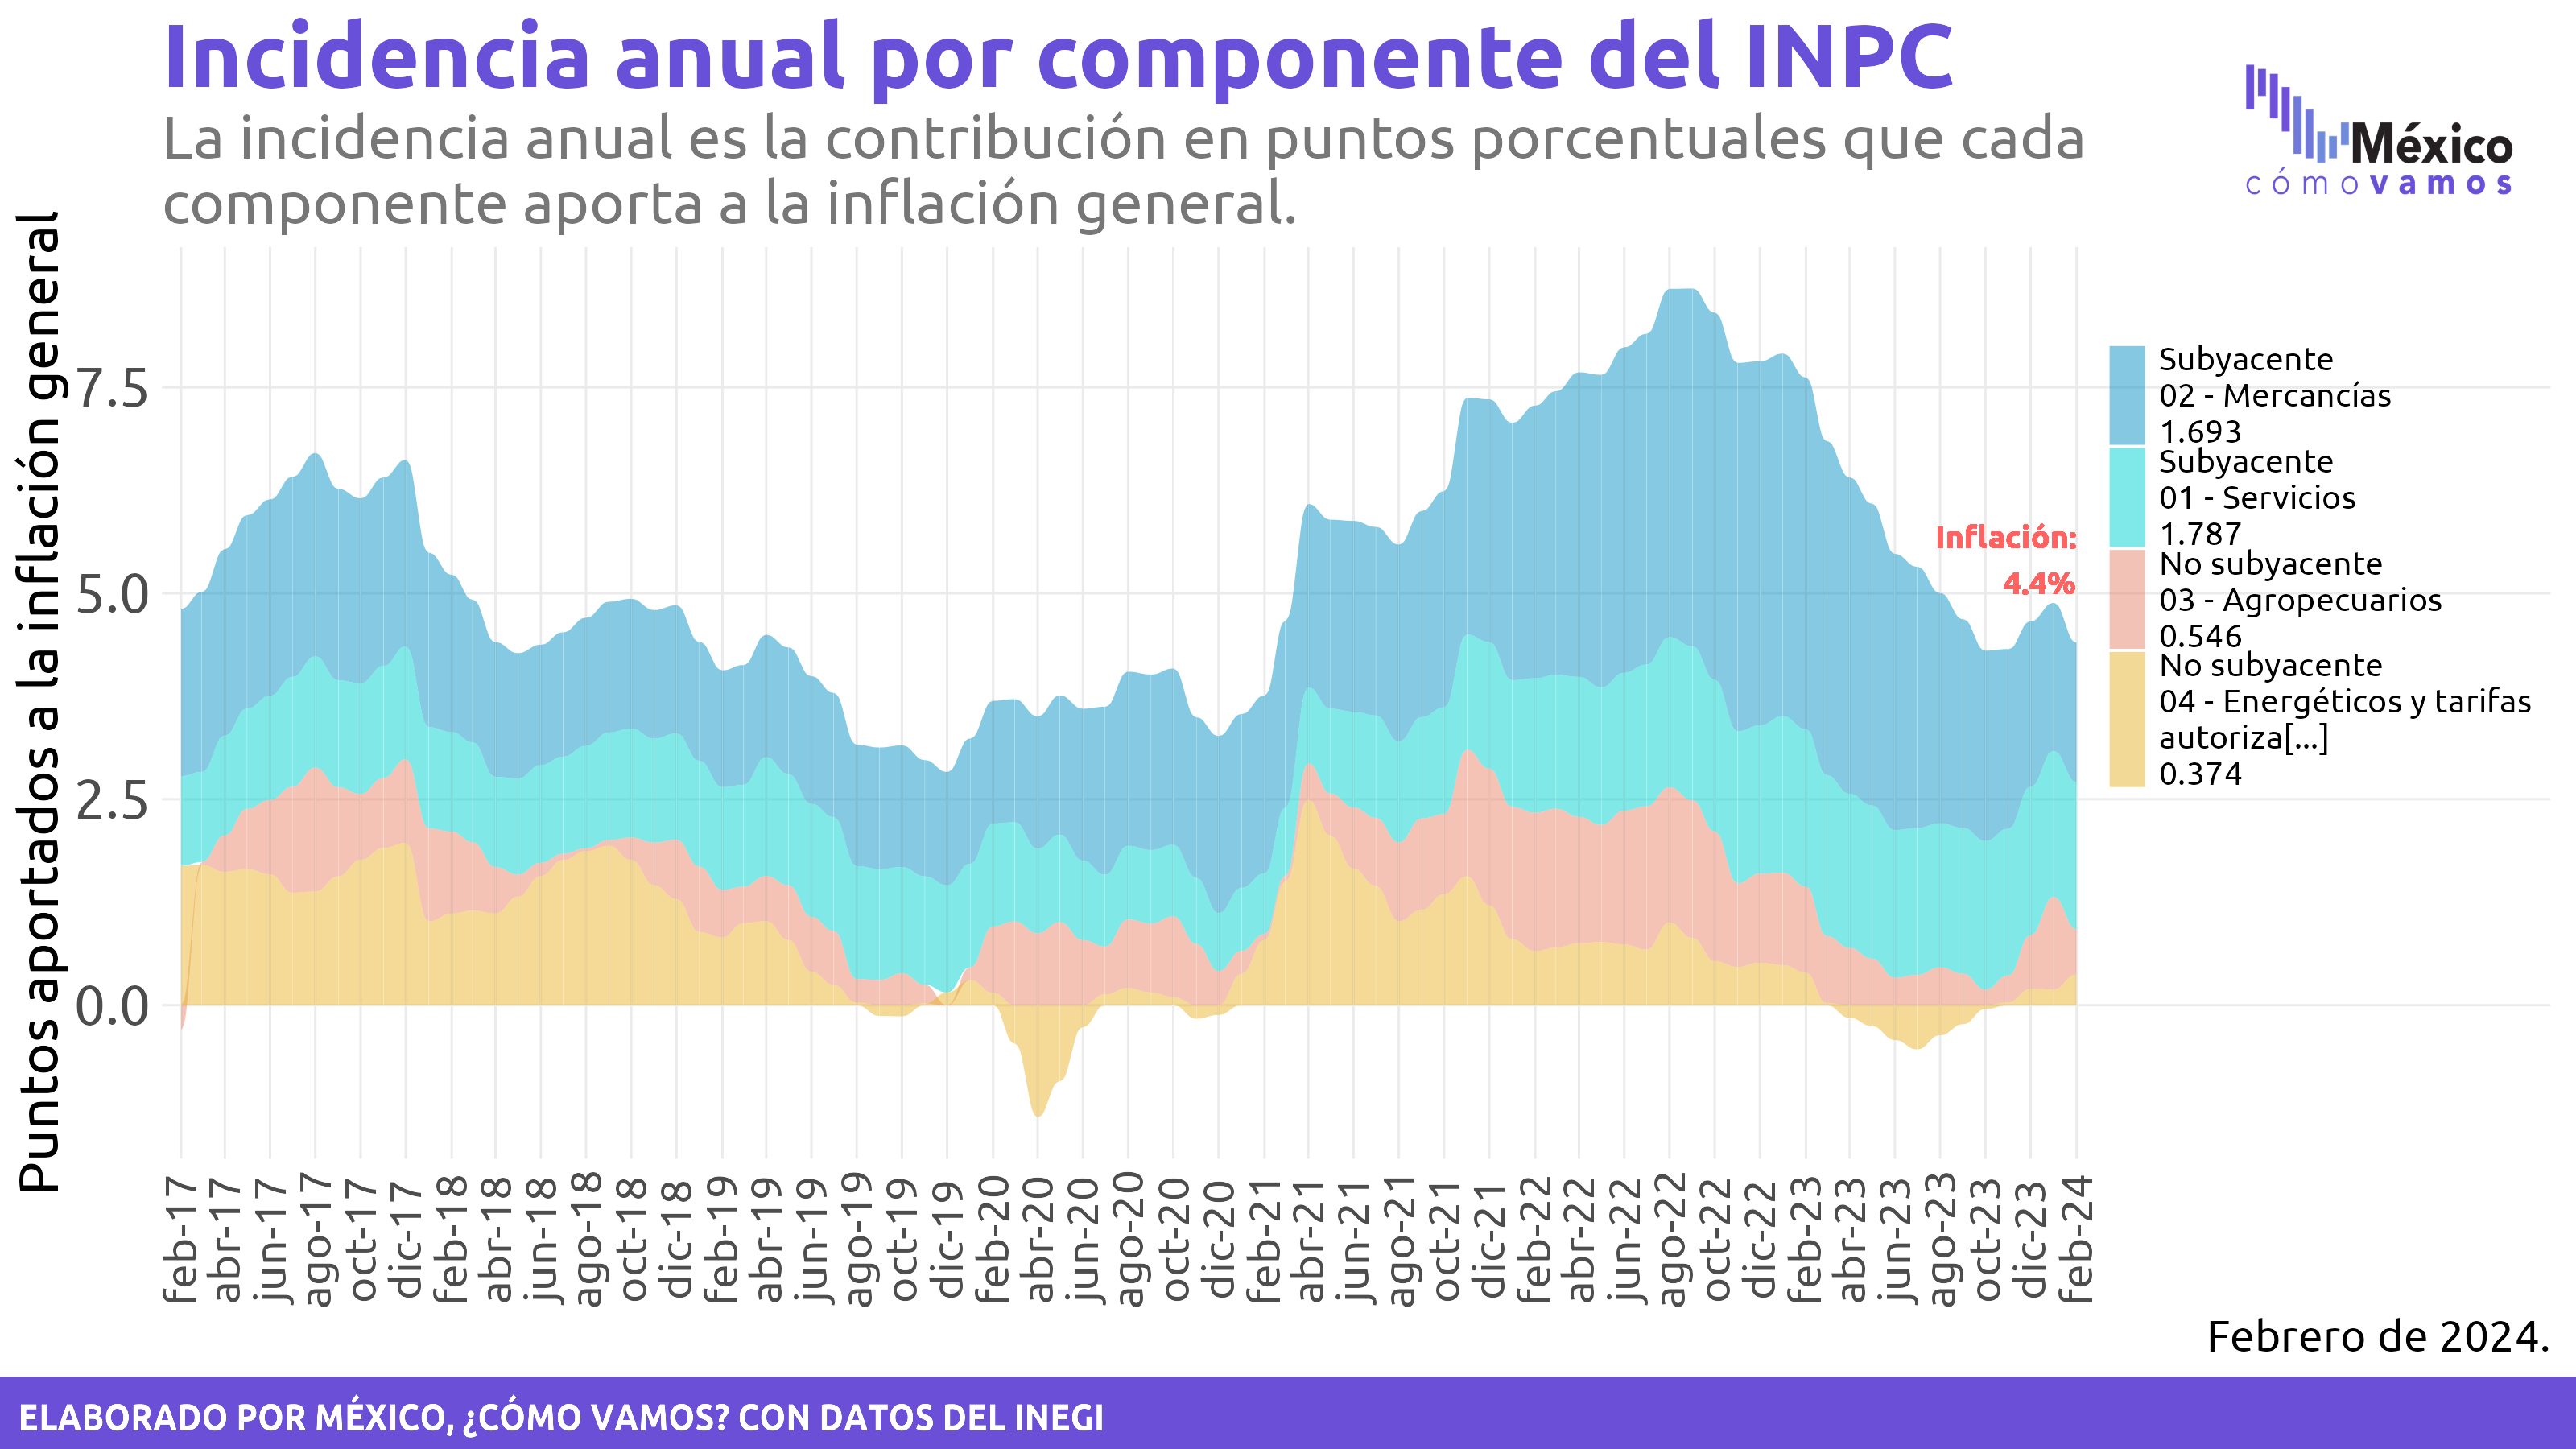 Incidencia anual por componente del INPC
La incidencia anual es la contribución en puntos porcentuales que cada
componente aporta a la inflación general.
México
cómo vamos
Puntos aportados a la inflación general
7.5
5.0
2.5
0.0
Inflación:
4.4%
Subyacente
02 - Mercancías
1.693
Subyacente
01 - Servicios
1.787
No subyacente
03 - Agropecuarios
0.546
No subyacente
04 - Energéticos y tarifas
autoriza[...]
0.374
feb-17
abr-17
jun-17
ago-17
oct-17
dic-17
feb-18
abr-18
jun-18
ago-18
oct-18
dic-18
feb-19
abr-19
jun-19
ago-19
oct-19
dic-19
feb-20
abr-20
jun-20
ago-20
oct-20
dic-20
feb-21
abr-21
jun-21
ago-21
oct-21
dic-21
feb-22
abr-22
jun-22
ago-22
oct-22
dic-22
feb-23
abr-23
jun-23
ago-23
oct-23
dic-23
feb-24
Febrero de 2024.
ELABORADO POR MÉXICO, ¿CÓMO VAMOS? CON DATOS DEL INEGI